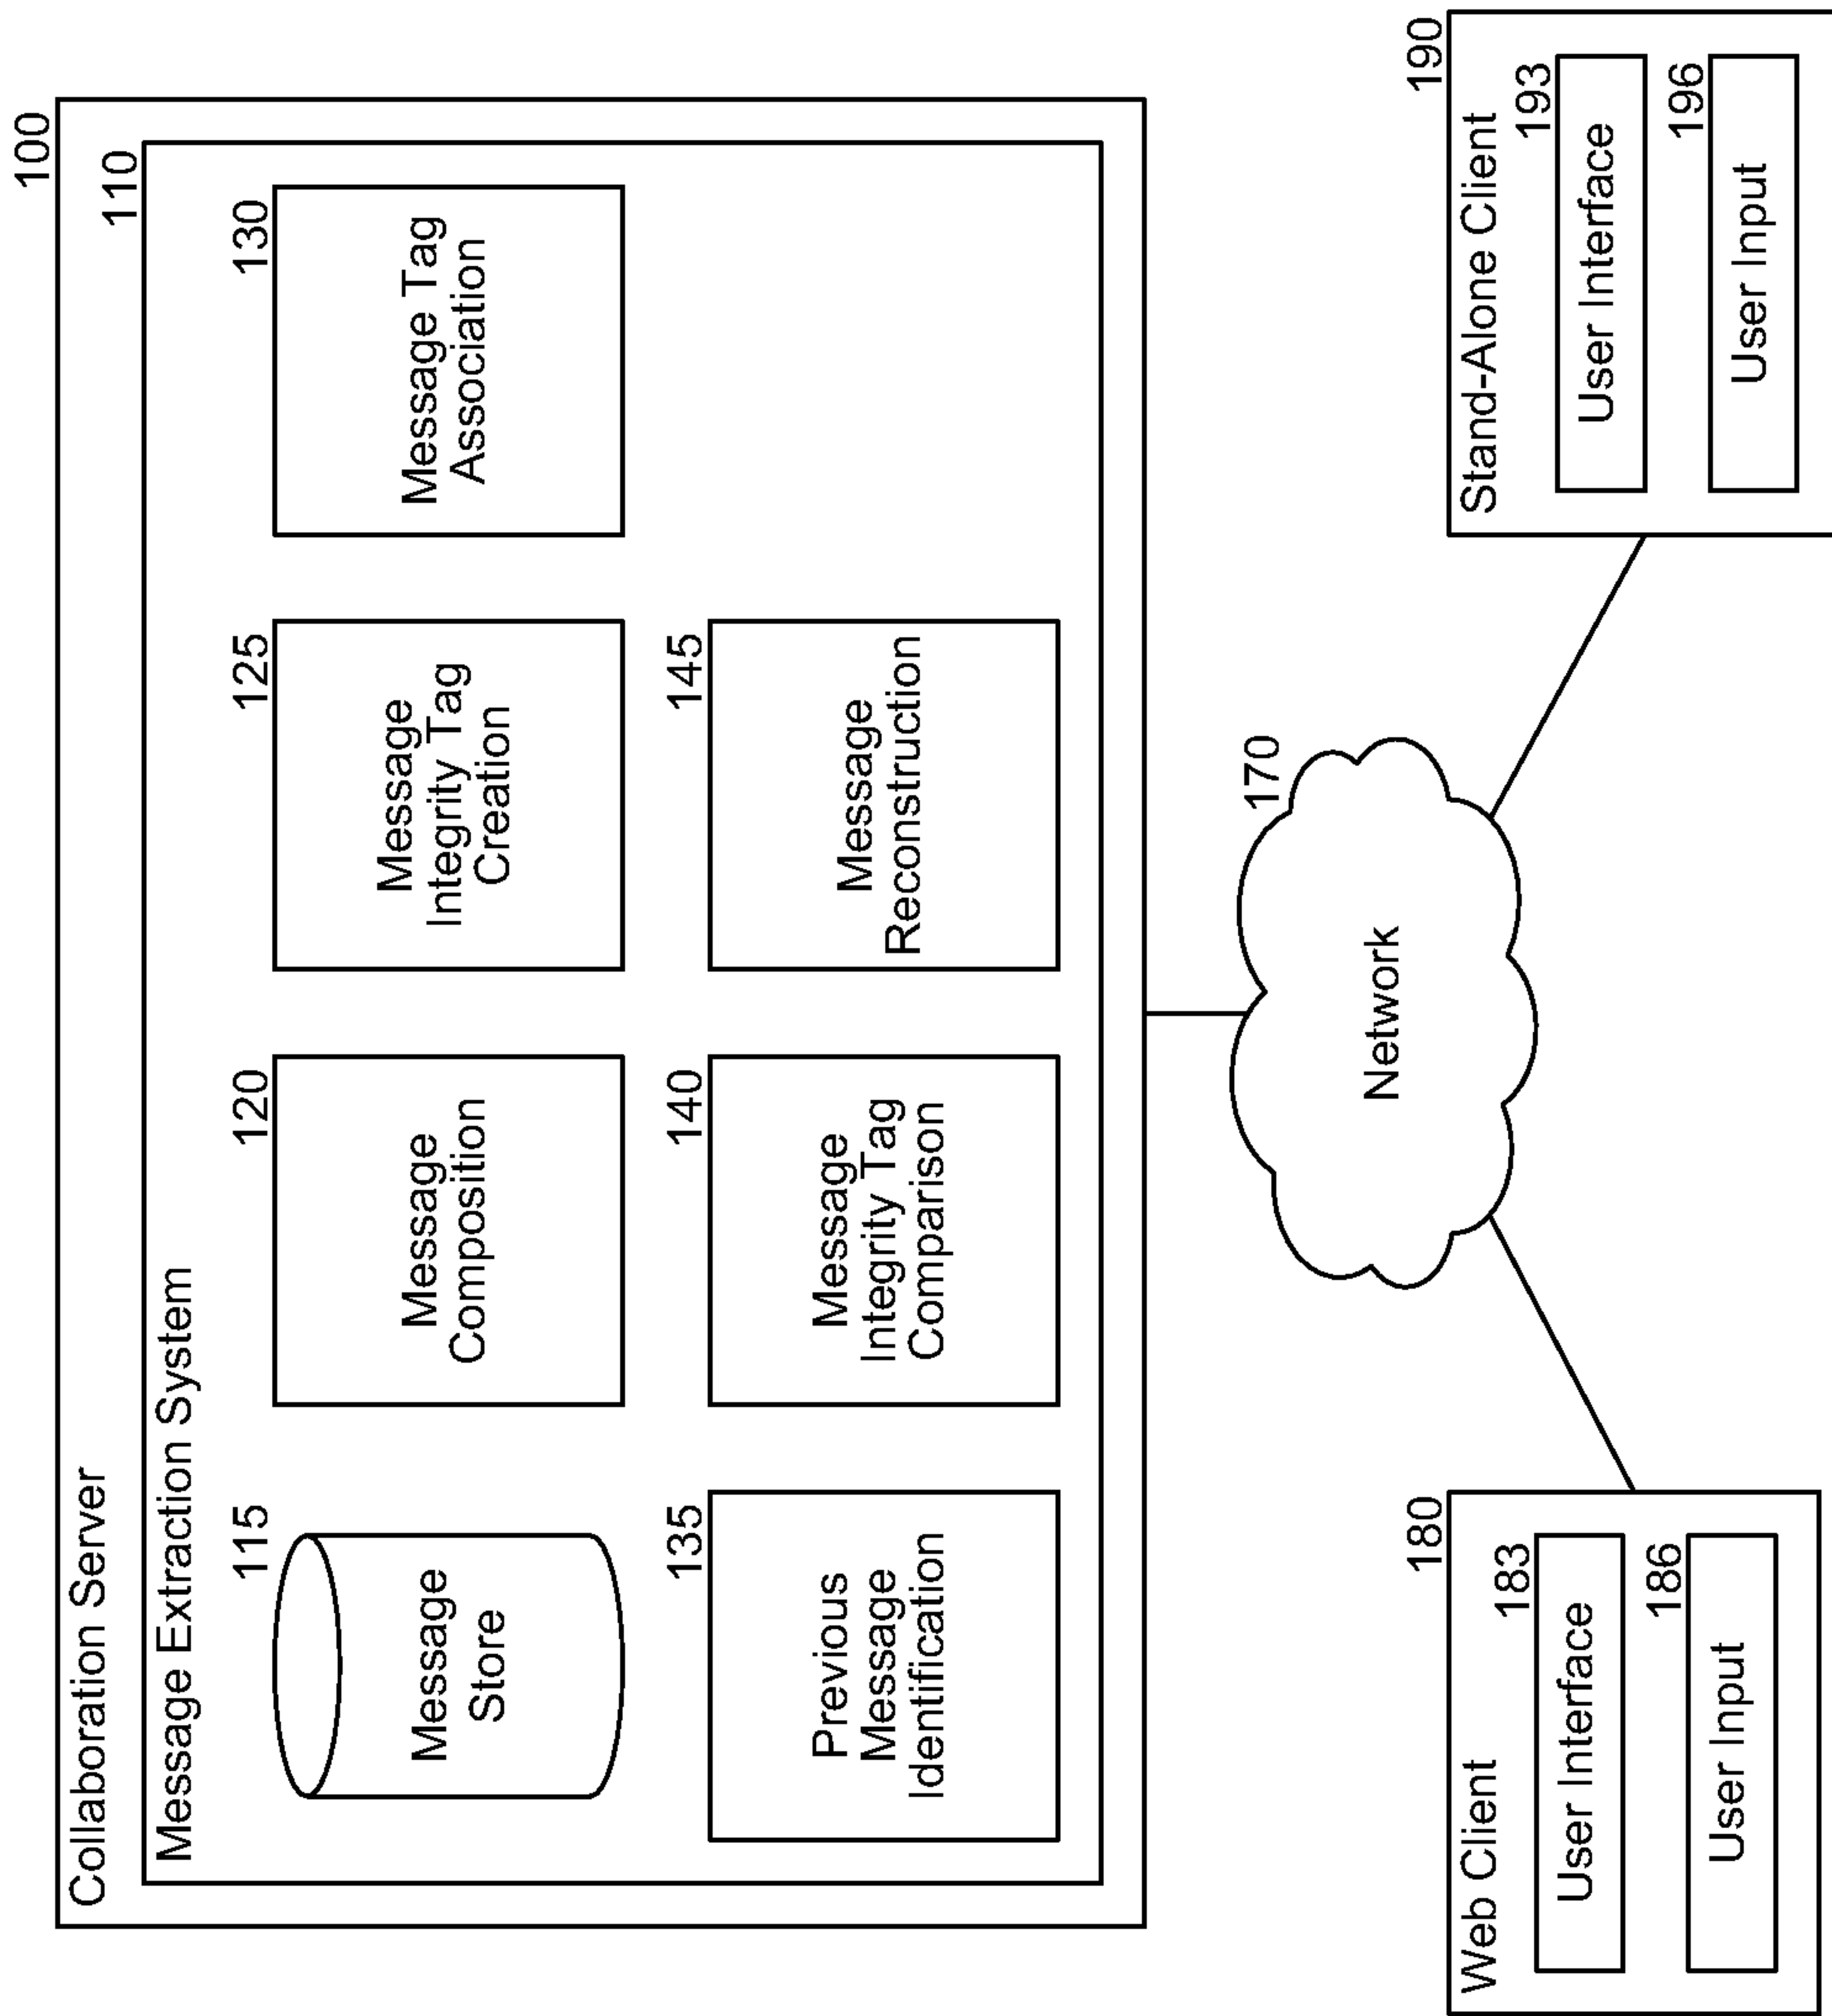 100
Collaboration Server
110
Message Extraction System
115
Message
Store
120
Message
Composition
125
Message
Integrity Tag
Creation
130
Message Tag
Association
135
Previous
Message
Identification
140
Message
Integrity Tag
Comparison
145
Message
Reconstruction
170
Network
180
Web Client
183
User Interface
186
User Input
190
Stand-Alone Client
193
User Interface
196
User Input